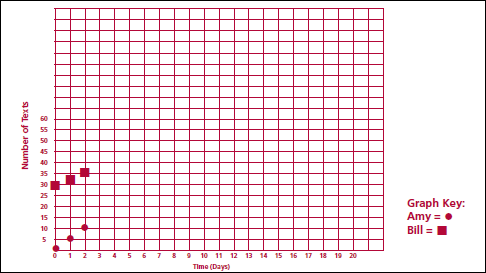 Number of Texts
60
55
50
45
40
35
30
25
20
15
10
5
0 1 2 3 4 5 6 7 8 9 10 11 12 13 14 15 16 17 18 19 20
Time (Days)
Graph Key:
Amy =
Bill =